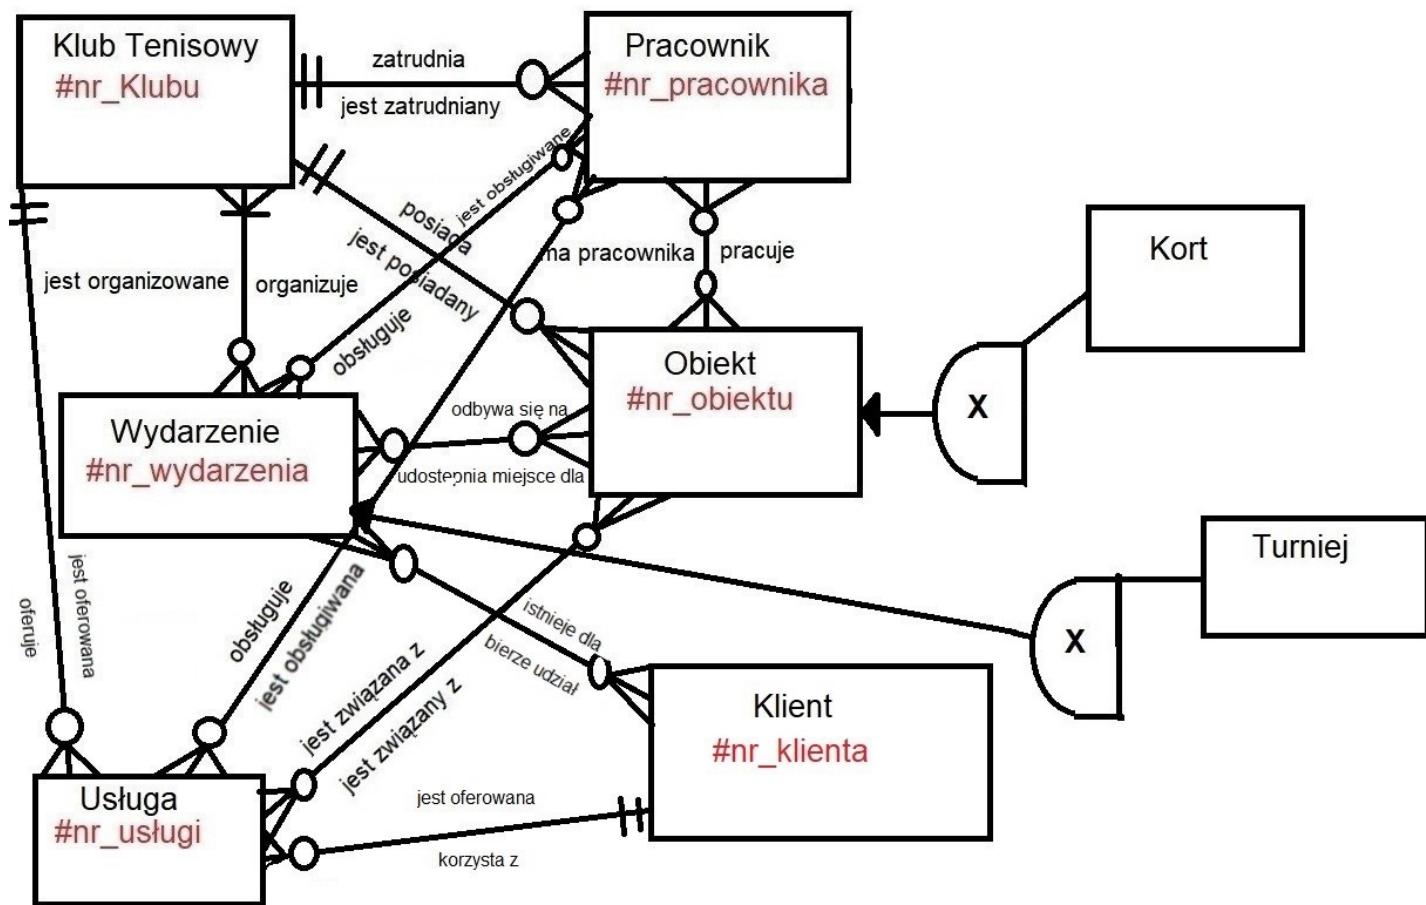 Klub Tenisowy
#nr_Klubu
zatrudnia
jest zatrudniany
Pracownik
#nr_pracownika
jest obsługiwane
obsługuje
posiada
jest posiadany
ma pracownika
pracuje
jest organizowane
organizuje
Kort
Obiekt
#nr_obiektu
X
Wydarzenie
#nr_wydarzenia
odbywa się na
udostępnia miejsce dla
Turniej
X
oferuje
jest oferowana
obsługuje
jest obsługiwana
jest związana z
jest związany z
istnieje dla
bierze udział
Klient
#nr_klienta
Usługa
#nr_usługi
jest oferowana
korzysta z